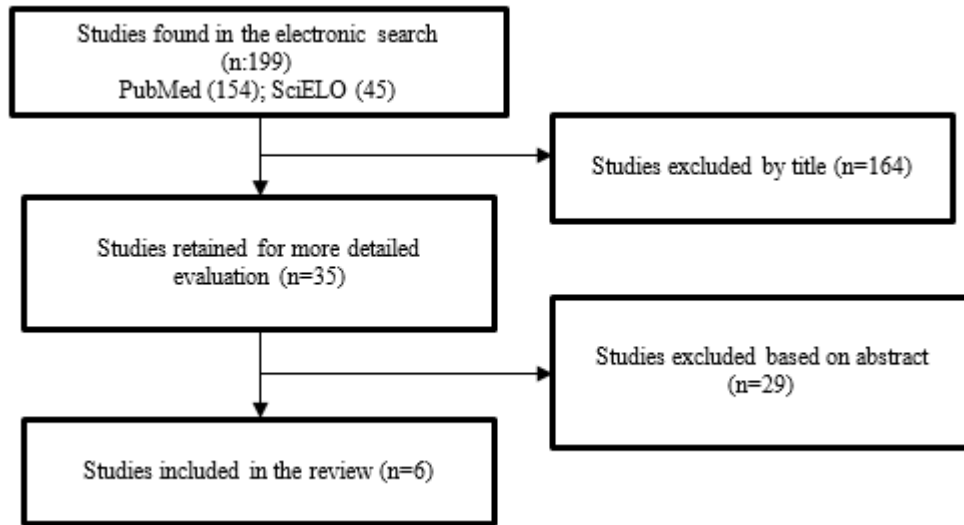 Studies found in the electronic search
(n:199)
PubMed (154); SciELO (45)
Studies excluded by title (n=164)
Studies retained for more detailed
evaluation (n=35)
Studies excluded based on abstract
(n=29)
Studies included in the review (n=6)